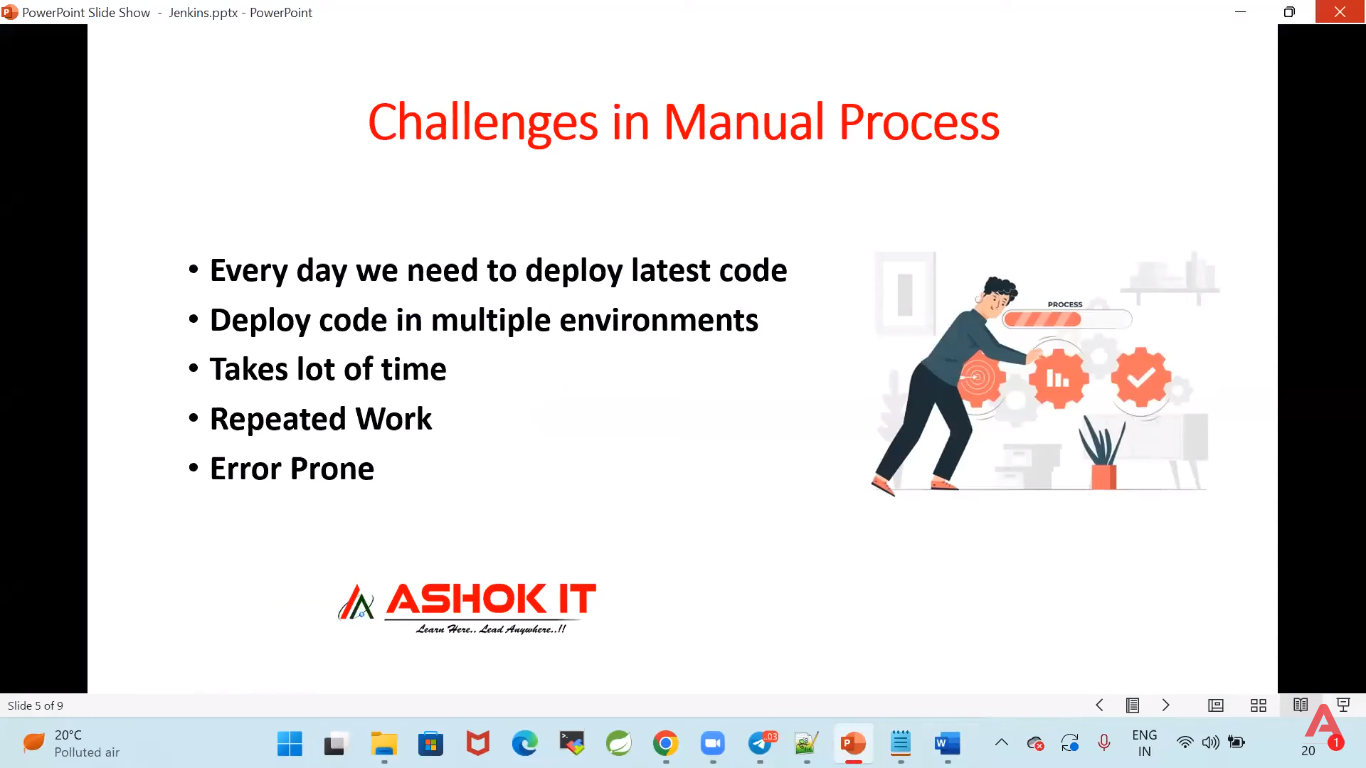 PowerPoint Slide Show - Jenkins.pptx - PowerPoint
Challenges in Manual Process
• Every day we need to deploy latest code
• Deploy code in multiple environments
• Takes lot of time
• Repeated Work
• Error Prone
PROCESS
ASHOK IT
Learn Here.. Lead Anywhere..!!
Slide 5 of 9
20°C
Polluted air
03
ENG
IN
20
1